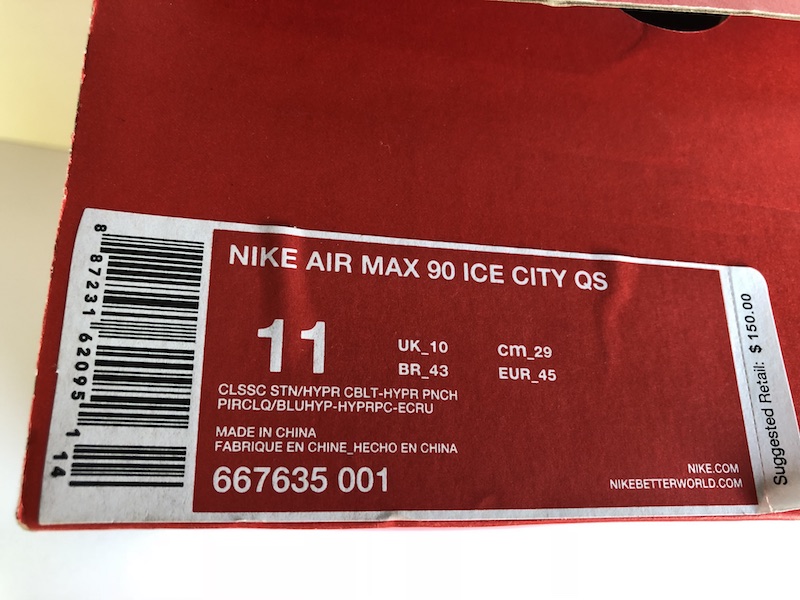 NIKE AIR MAX 90 ICE CITY QS
11
UK_10
cm_29
BR_43
EUR_45
CLSSC STN/HYPR CBLT-HYPR PNCH
PIRCLQ/BLUHYP-HYPRPC-ECRU
MADE IN CHINA
FABRIQUE EN CHINE_HECHO EN CHINA
667635 001
NIKE.COM
NIKEBETTERWORLD.COM
8 87231 62095 1 14
Suggested Retail: $ 150.00